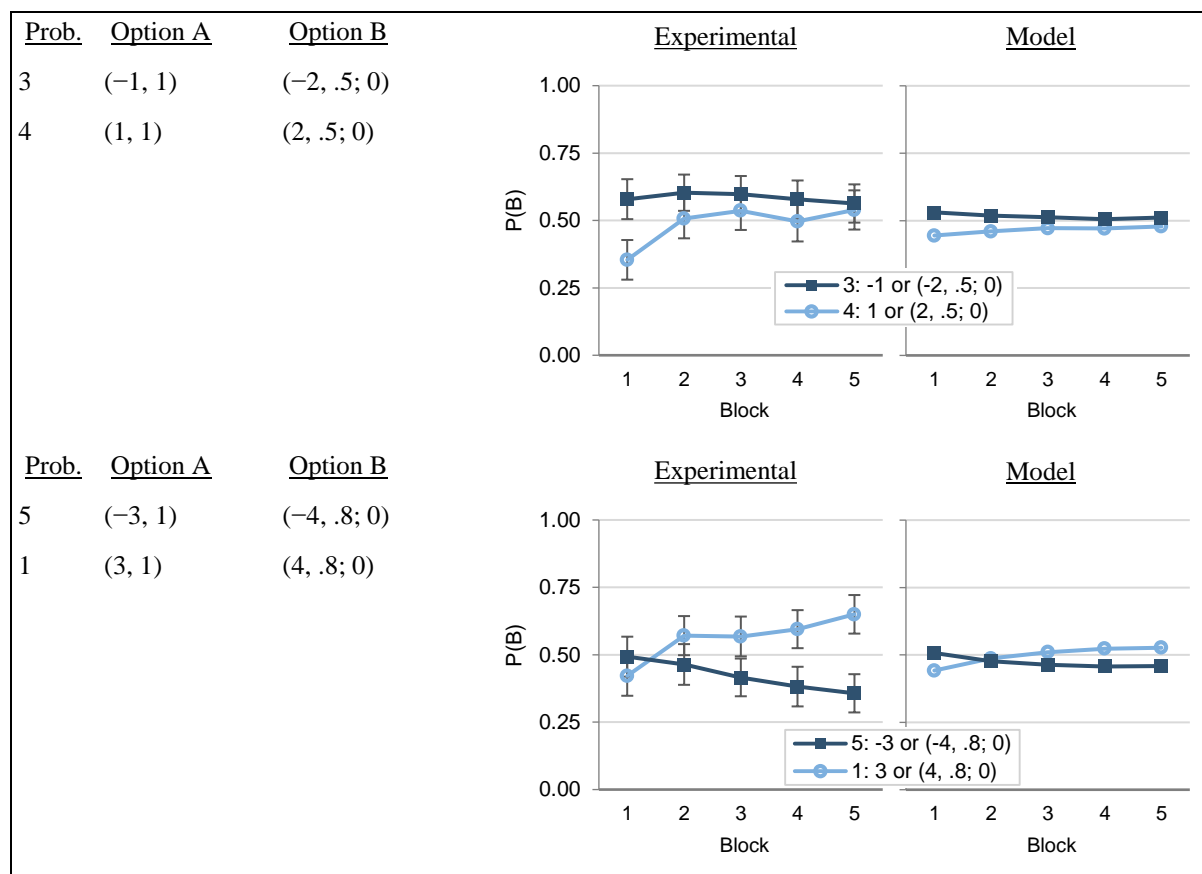 Prob. Option A Option B
3 (−1, 1) (−2, .5; 0)
4 (1, 1) (2, .5; 0)
Experimental Model
1.00
0.75
0.50
0.25
0.00
P(B)
3: -1 or (-2, .5; 0)
4: 1 or (2, .5; 0)
1 2 3 4 5 1 2 3 4 5
Block Block
Prob. Option A Option B
5 (−3, 1) (−4, .8; 0)
1 (3, 1) (4, .8; 0)
Experimental Model
1.00
0.75
0.50
0.25
0.00
P(B)
5: -3 or (-4, .8; 0)
1: 3 or (4, .8; 0)
1 2 3 4 5 1 2 3 4 5
Block Block